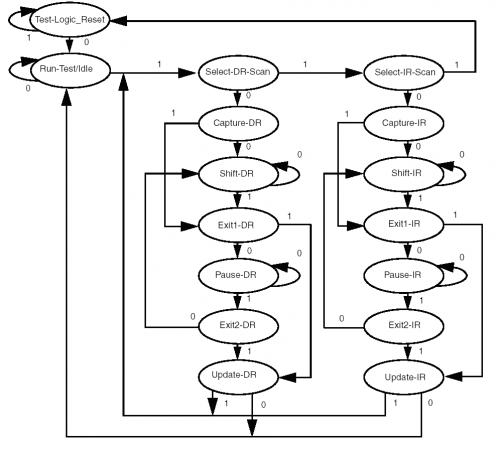 Test-Logic_Reset
1
0
Run-Test/Idle
0
1
Select-DR-Scan
1
Select-IR-Scan
1
0
0
1
Capture-DR
1
Capture-IR
0
0
Shift-DR
0
Shift-IR
0
1
1
Exit1-DR
1
Exit1-IR
1
0
0
Pause-DR
0
Pause-IR
0
1
1
0
Exit2-DR
0
Exit2-IR
1
1
Update-DR
Update-IR
1
0
1
0